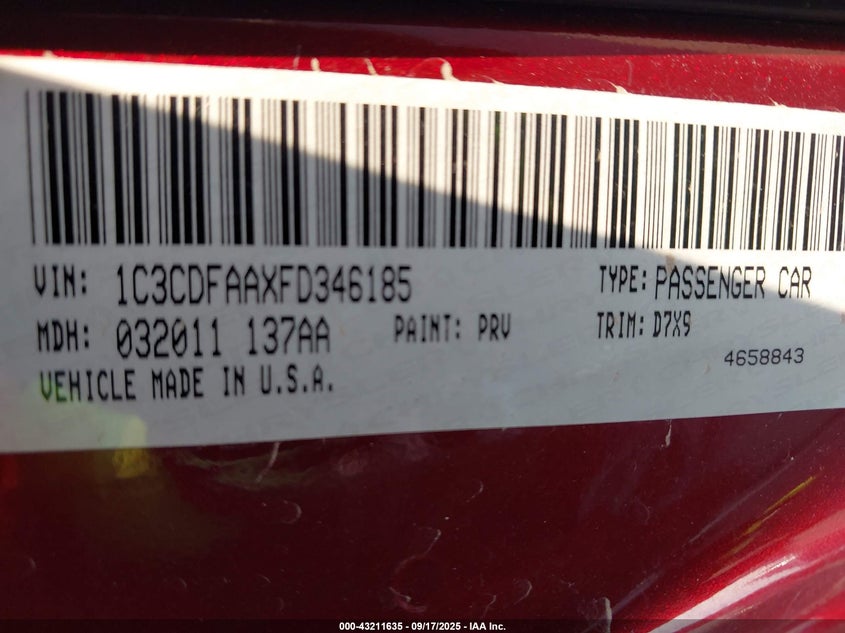 VIN: 1C3CDFAAXFD346185 TYPE: PASSENGER CAR
MDH: 032011 137AA PAINT: PRV TRIM: D7X9
4658843
VEHICLE MADE IN U.S.A.
000-43211635 - 09/17/2025 - IAA Inc.